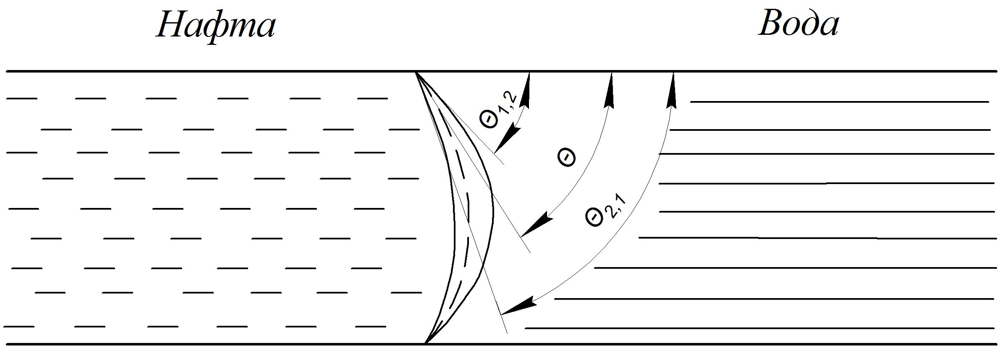 Нафта
Вода
Θ1,2
Θ
Θ2,1